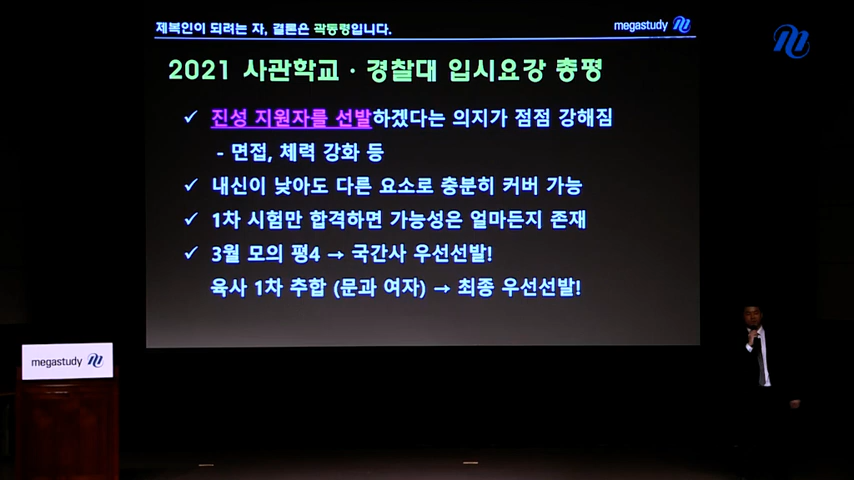 제복인이 되려는 자, 결론은 곽동령입니다.
megastudy
2021 사관학교 · 경찰대 입시요강 총평
✓ 진성 지원자를 선발하겠다는 의지가 점점 강해짐
- 면접, 체력 강화 등
✓ 내신이 낮아도 다른 요소로 충분히 커버 가능
✓ 1차 시험만 합격하면 가능성은 얼마든지 존재
✓ 3월 모의 평4 → 국간사 우선선발!
육사 1차 추합 (문과 여자) → 최종 우선선발!
megastudy